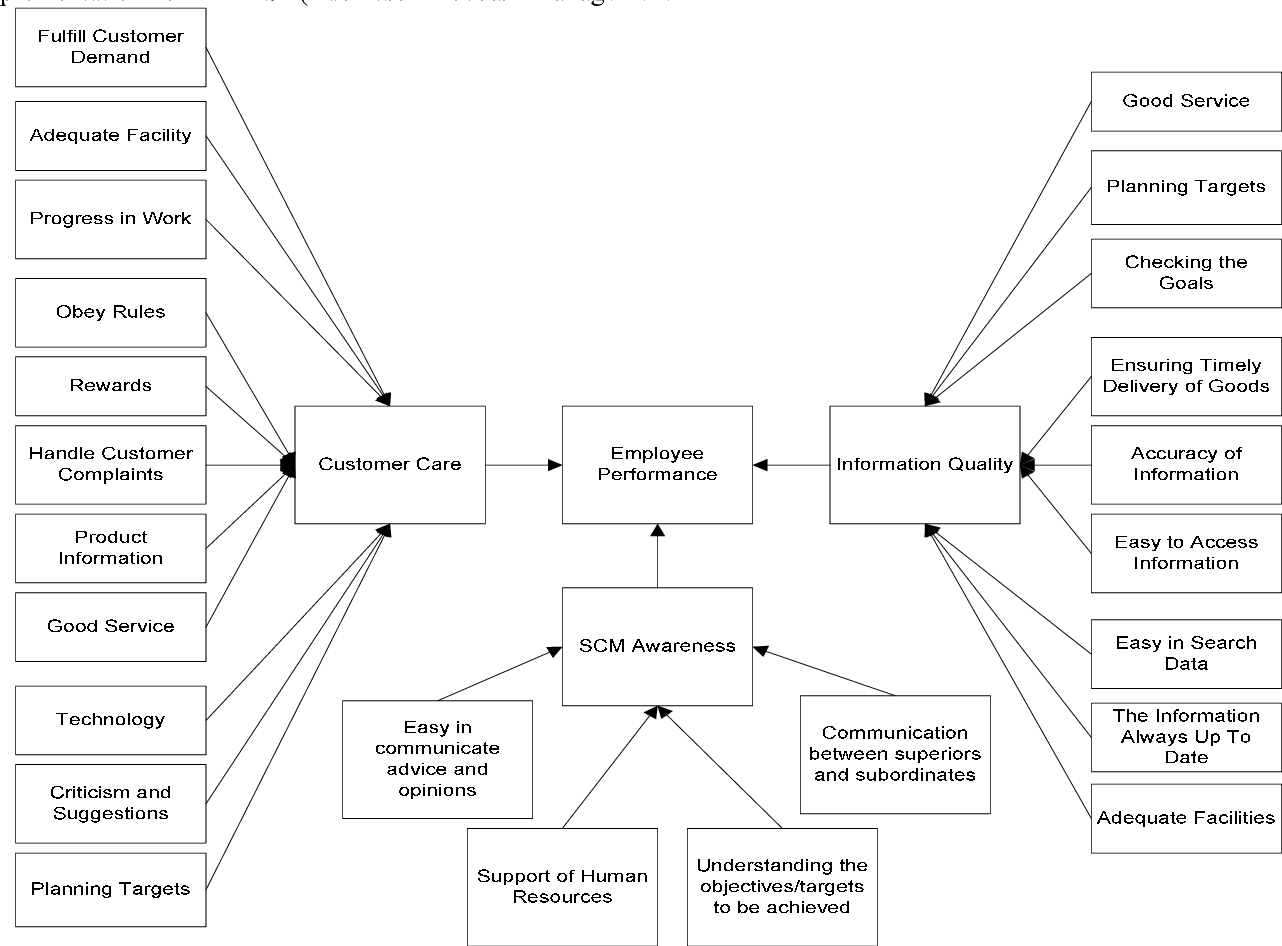 Fulfill Customer
Demand
Adequate Facility
Progress in Work
Obey Rules
Rewards
Handle Customer
Complaints
Product
Information
Good Service
Technology
Criticism and
Suggestions
Planning Targets
Customer Care
Employee
Performance
Information Quality
SCM Awareness
Easy in
communicate
advice and
opinions
Support of Human
Resources
Understanding the
objectives/targets
to be achieved
Communication
between superiors
and subordinates
Good Service
Planning Targets
Checking the
Goals
Ensuring Timely
Delivery of Goods
Accuracy of
Information
Easy to Access
Information
Easy in Search
Data
The Information
Always Up To
Date
Adequate Facilities